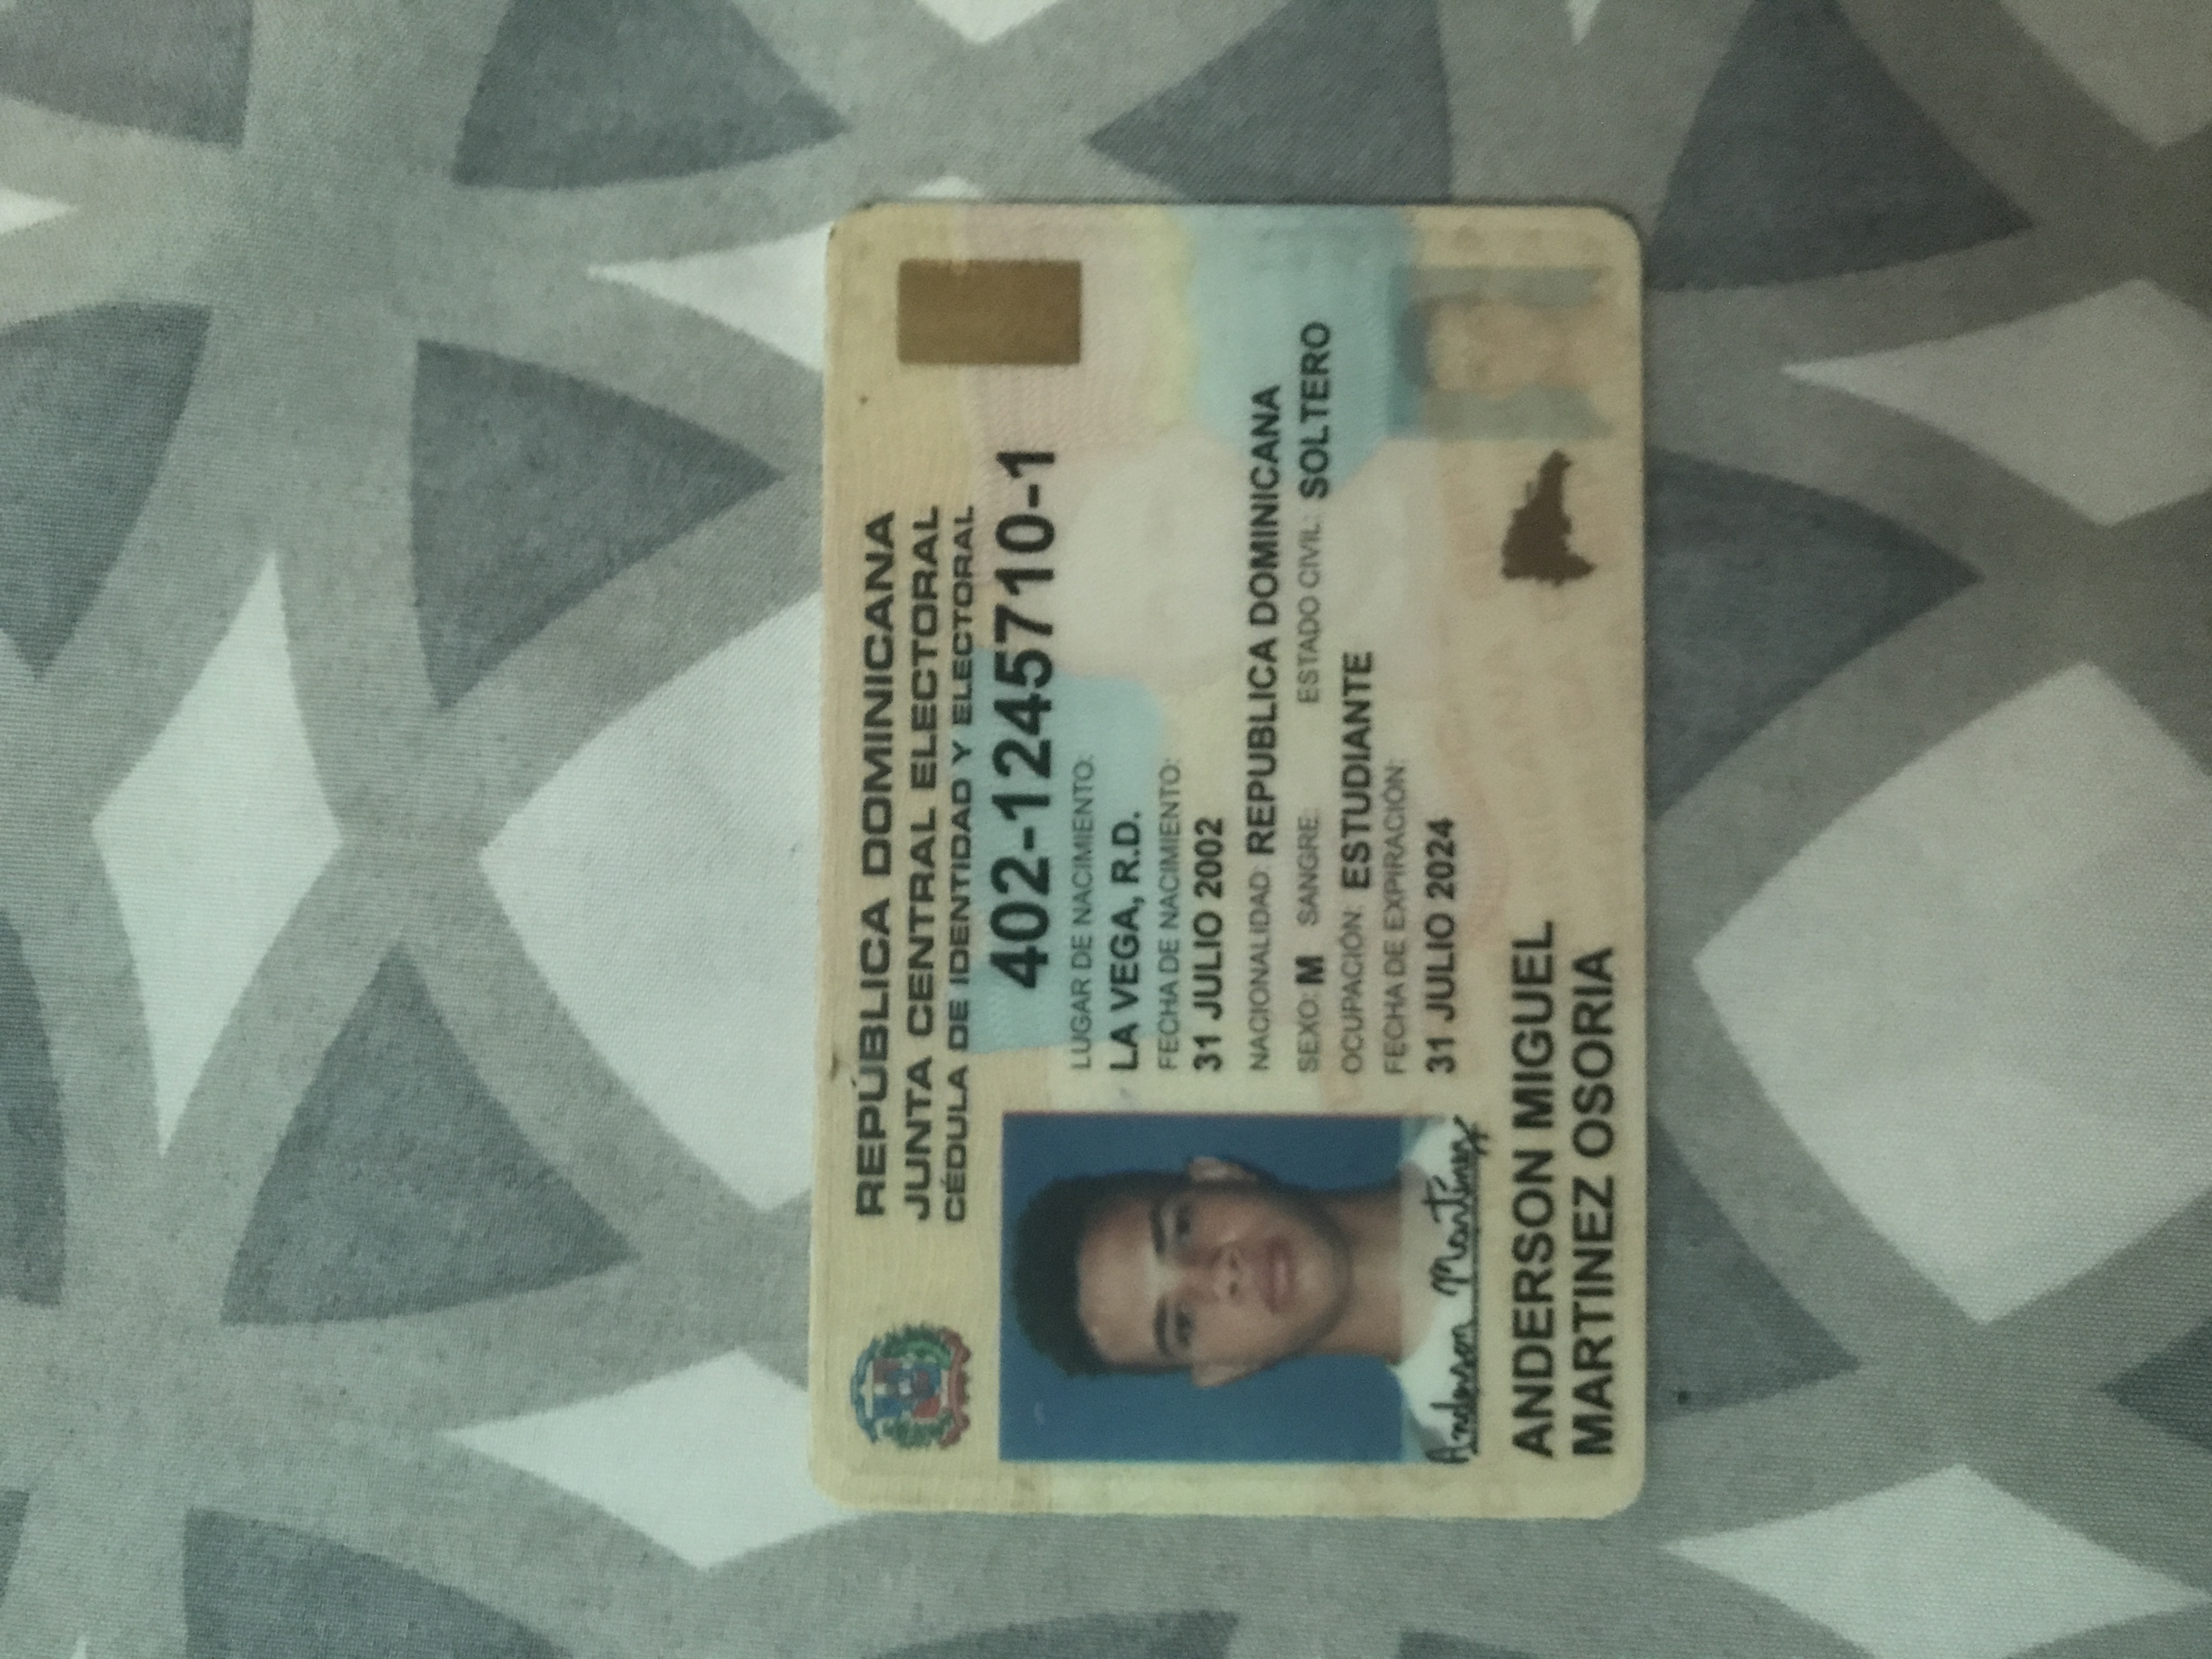 REPÚBLICA DOMINICANA
JUNTA CENTRAL ELECTORAL
CÉDULA DE IDENTIDAD Y ELECTORAL
402-1245710-1
LUGAR DE NACIMIENTO:
LA VEGA, R.D.
FECHA DE NACIMIENTO:
31 JULIO 2002
NACIONALIDAD: REPUBLICA DOMINICANA
SEXO: M SANGRE: ESTADO CIVIL: SOLTERO
OCUPACIÓN: ESTUDIANTE
FECHA DE EXPIRACIÓN:
31 JULIO 2024
Anderson Martínez
ANDERSON MIGUEL
MARTINEZ OSORIA